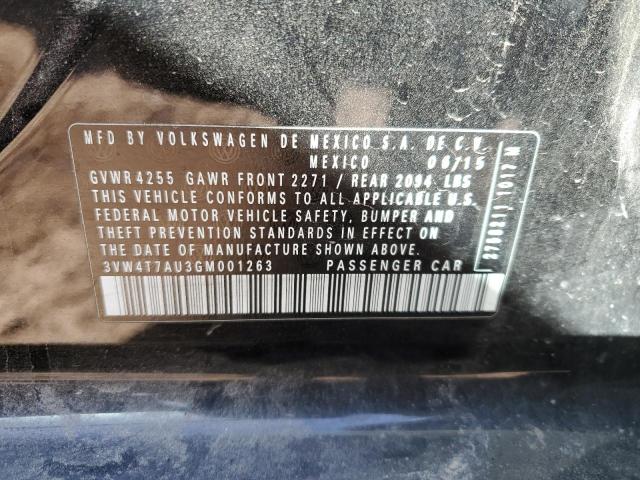 MFD BY VOLKSWAGEN DE MEXICO S.A. DE C.V.
MEXICO 06/15
GVWR 4255 GAWR FRONT 2271 / REAR 2094 LBS
THIS VEHICLE CONFORMS TO ALL APPLICABLE U.S.
FEDERAL MOTOR VEHICLE SAFETY, BUMPER AND
THEFT PREVENTION STANDARDS IN EFFECT ON
THE DATE OF MANUFACTURE SHOWN ABOVE.
3VW4T7AU3GM001263 PASSENGER CAR